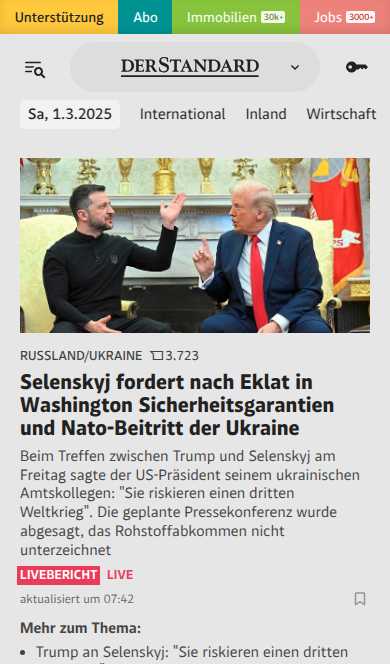 Unterstützung Abo Immobilien 30k+ Jobs 3000+
DERSTANDARD
Sa, 1.3.2025 International Inland Wirtschaft
RUSSLAND/UKRAINE 3.723
Selenskyj fordert nach Eklat in
Washington Sicherheitsgarantien
und Nato-Beitritt der Ukraine
Beim Treffen zwischen Trump und Selenskyj am
Freitag sagte der US-Präsident seinem ukrainischen
Amtskollegen: "Sie riskieren einen dritten
Weltkrieg". Die geplante Pressekonferenz wurde
abgesagt, das Rohstoffabkommen nicht
unterzeichnet
LIVEBERICHT LIVE
aktualisiert um 07:42
Mehr zum Thema:
• Trump an Selenskyj: "Sie riskieren einen dritten